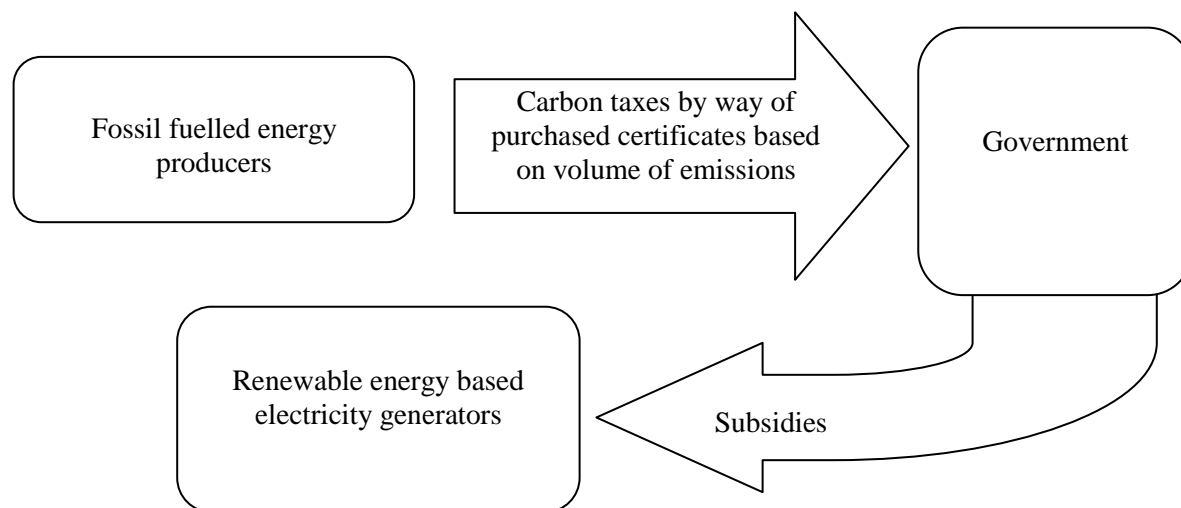 Fossil fuelled energy
producers
Carbon taxes by way of
purchased certificates based
on volume of emissions
Government
Renewable energy based
electricity generators
Subsidies